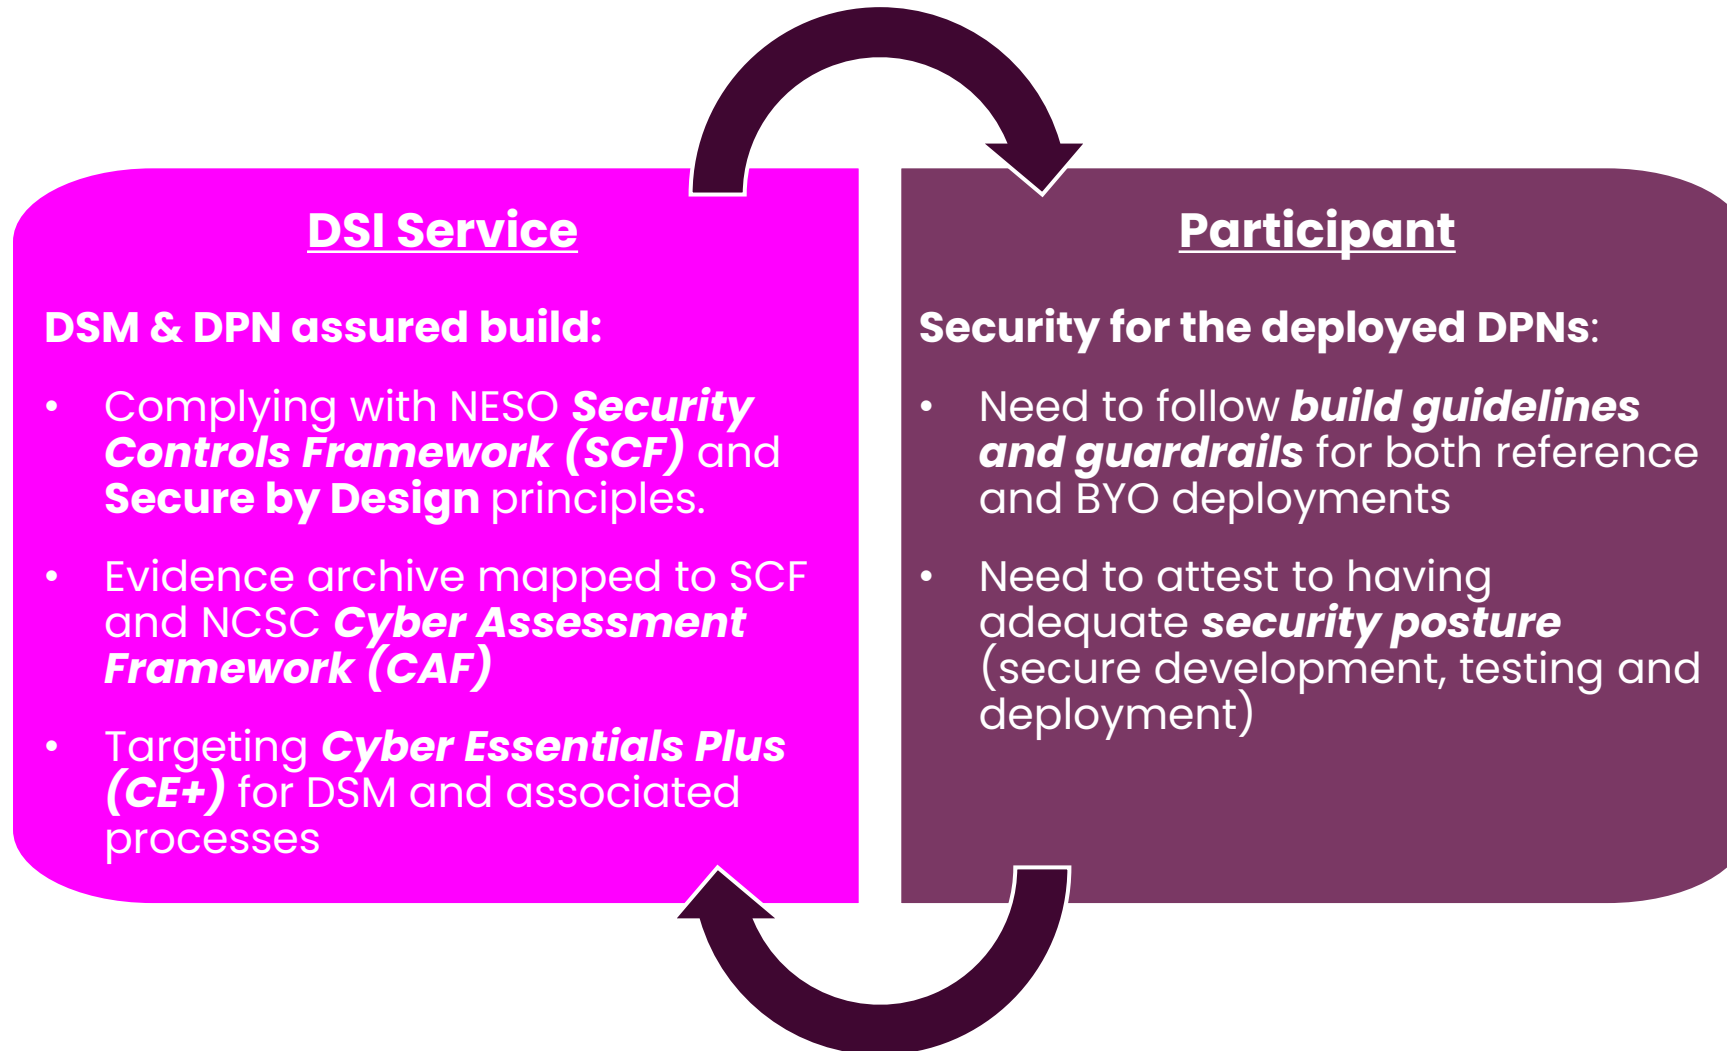 DSI Service
DSM & DPN assured build:
• Complying with NESO Security
Controls Framework (SCF) and
Secure by Design principles.
• Evidence archive mapped to SCF
and NCSC Cyber Assessment
Framework (CAF)
• Targeting Cyber Essentials Plus
(CE+) for DSM and associated
processes
Participant
Security for the deployed DPNs:
• Need to follow build guidelines
and guardrails for both reference
and BYO deployments
• Need to attest to having
adequate security posture
(secure development, testing and
deployment)